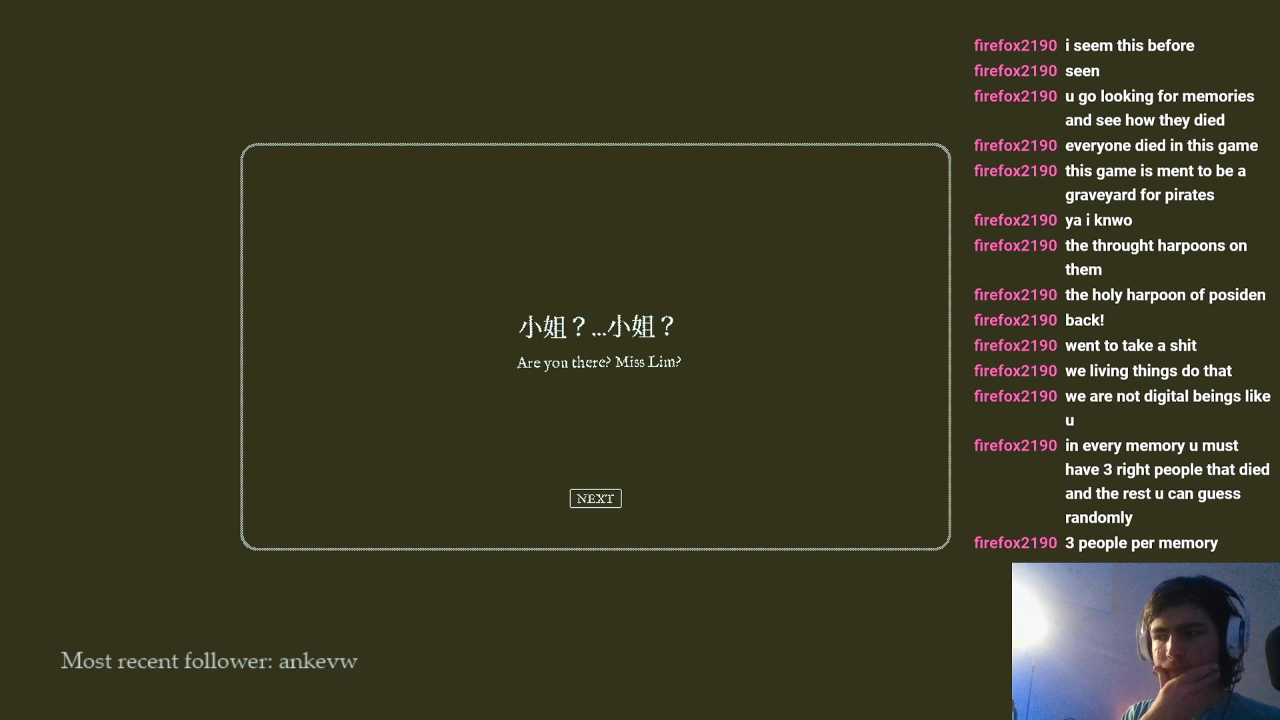 小姐？...小姐？
Are you there? Miss Lim?
NEXT
Most recent follower: ankevw
firefox2190 i seem this before
firefox2190 seen
firefox2190 u go looking for memories
and see how they died
firefox2190 everyone died in this game
firefox2190 this game is ment to be a
graveyard for pirates
firefox2190 ya i knwo
firefox2190 the throught harpoons on
them
firefox2190 the holy harpoon of posiden
firefox2190 back!
firefox2190 went to take a shit
firefox2190 we living things do that
firefox2190 we are not digital beings like
u
firefox2190 in every memory u must
have 3 right people that died
and the rest u can guess
randomly
firefox2190 3 people per memory